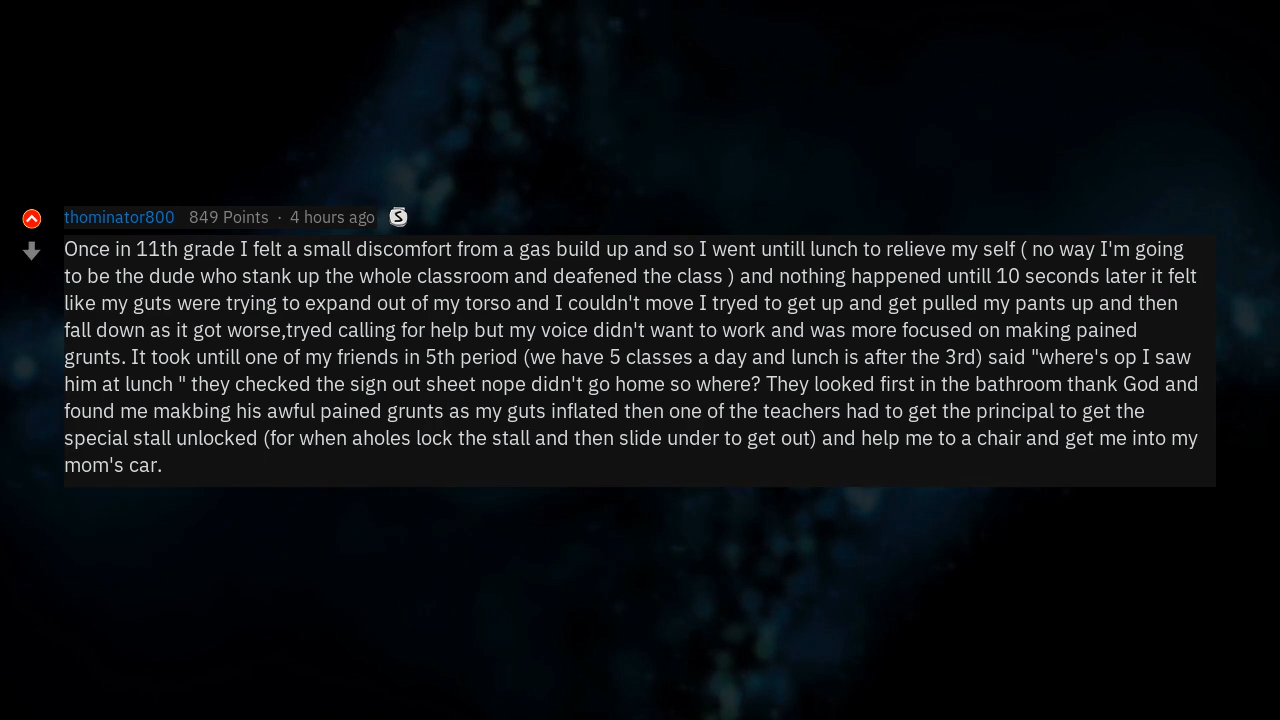 thominator800 849 Points · 4 hours ago
Once in 11th grade I felt a small discomfort from a gas build up and so I went untill lunch to relieve my self ( no way I'm going
to be the dude who stank up the whole classroom and deafened the class ) and nothing happened untill 10 seconds later it felt
like my guts were trying to expand out of my torso and I couldn't move I tryed to get up and get pulled my pants up and then
fall down as it got worse,tryed calling for help but my voice didn't want to work and was more focused on making pained
grunts. It took untill one of my friends in 5th period (we have 5 classes a day and lunch is after the 3rd) said "where's op I saw
him at lunch " they checked the sign out sheet nope didn't go home so where? They looked first in the bathroom thank God and
found me makbing his awful pained grunts as my guts inflated then one of the teachers had to get the principal to get the
special stall unlocked (for when aholes lock the stall and then slide under to get out) and help me to a chair and get me into my
mom's car.